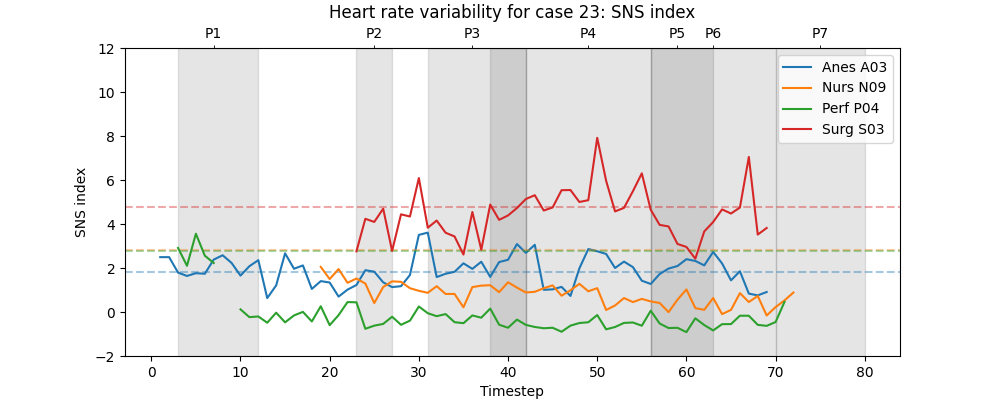 Heart rate variability for case 23: SNS index
P1 P2 P3 P4 P5 P6 P7
12
10
8
6
4
2
0
−2
SNS index
Anes A03
Nurs N09
Perf P04
Surg S03
0 10 20 30 40 50 60 70 80
Timestep